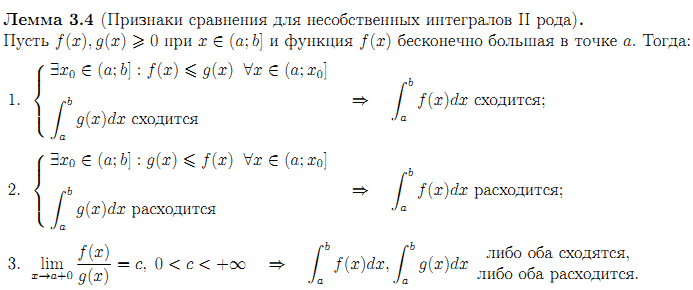 Лемма 3.4 (Признаки сравнения для несобственных интегралов II рода).
Пусть f(x), g(x) ⩾ 0 при x ∈ (a; b] и функция f(x) бесконечно большая в точке a. Тогда:
1. { ∃x₀ ∈ (a; b] : f(x) ⩽ g(x) ∀x ∈ (a; x₀]
∫ₐᵇ g(x)dx сходится ⇒ ∫ₐᵇ f(x)dx сходится;
2. { ∃x₀ ∈ (a; b] : g(x) ⩽ f(x) ∀x ∈ (a; x₀]
∫ₐᵇ g(x)dx расходится ⇒ ∫ₐᵇ f(x)dx расходится;
3. lim x→a+0 f(x)/g(x) = c, 0 < c < +∞ ⇒ ∫ₐᵇ f(x)dx, ∫ₐᵇ g(x)dx либо оба сходятся,
либо оба расходится.